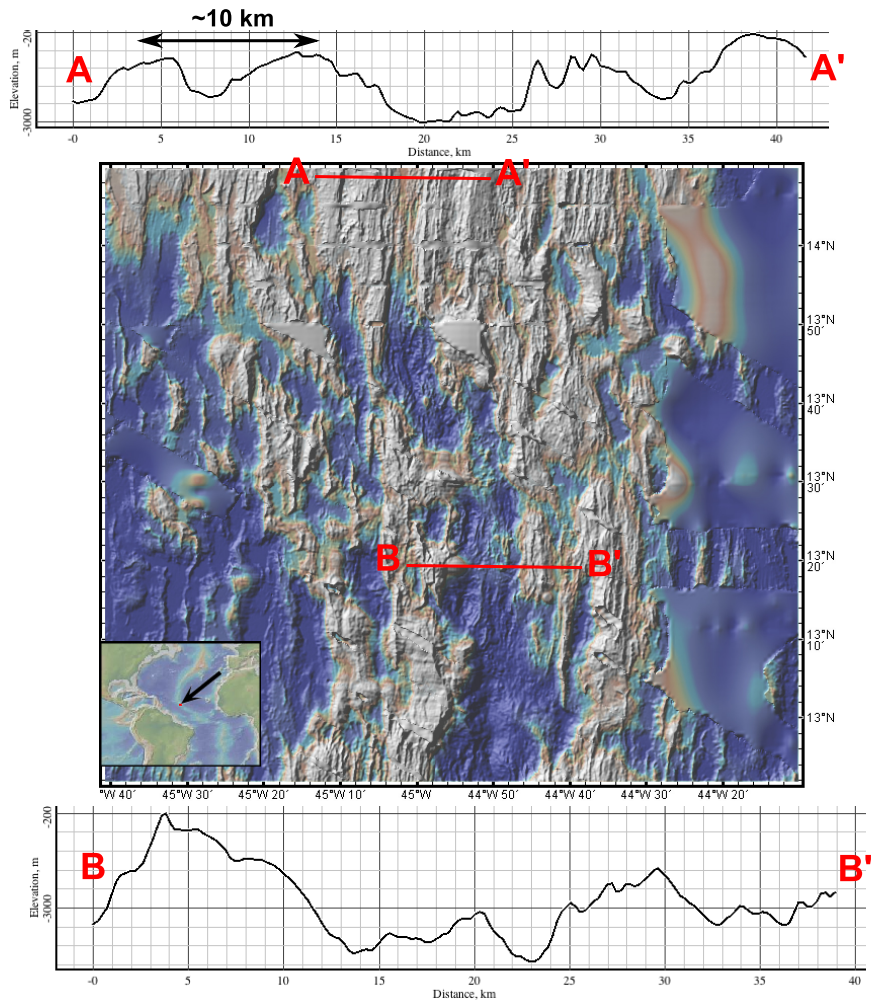 ~10 km
-20
A
A'
Elevation, m
-3000
-0 5 10 15 20 25 30 35 40
Distance, km
A A'
14°N
13°N
50´
13°N
40´
13°N
30´
B B'
13°N
20´
13°N
10´
13°N
°W 40´ 45°W 30´ 45°W 20´ 45°W 10´ 45°W 44°W 50´ 44°W 40´ 44°W 30´ 44°W 20´
-200
B
B'
Elevation, m
-3000
-0 5 10 15 20 25 30 35 40
Distance, km